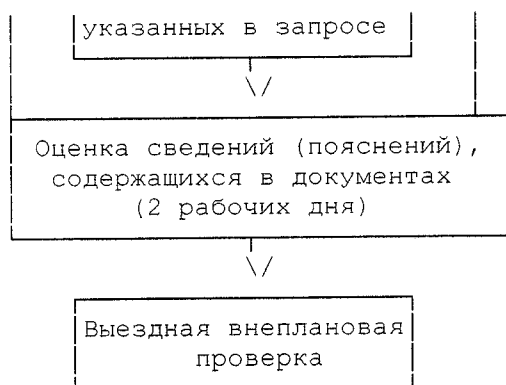 указанных в запросе
Оценка сведений (пояснений),
содержащихся в документах
(2 рабочих дня)
Выездная внеплановая
проверка